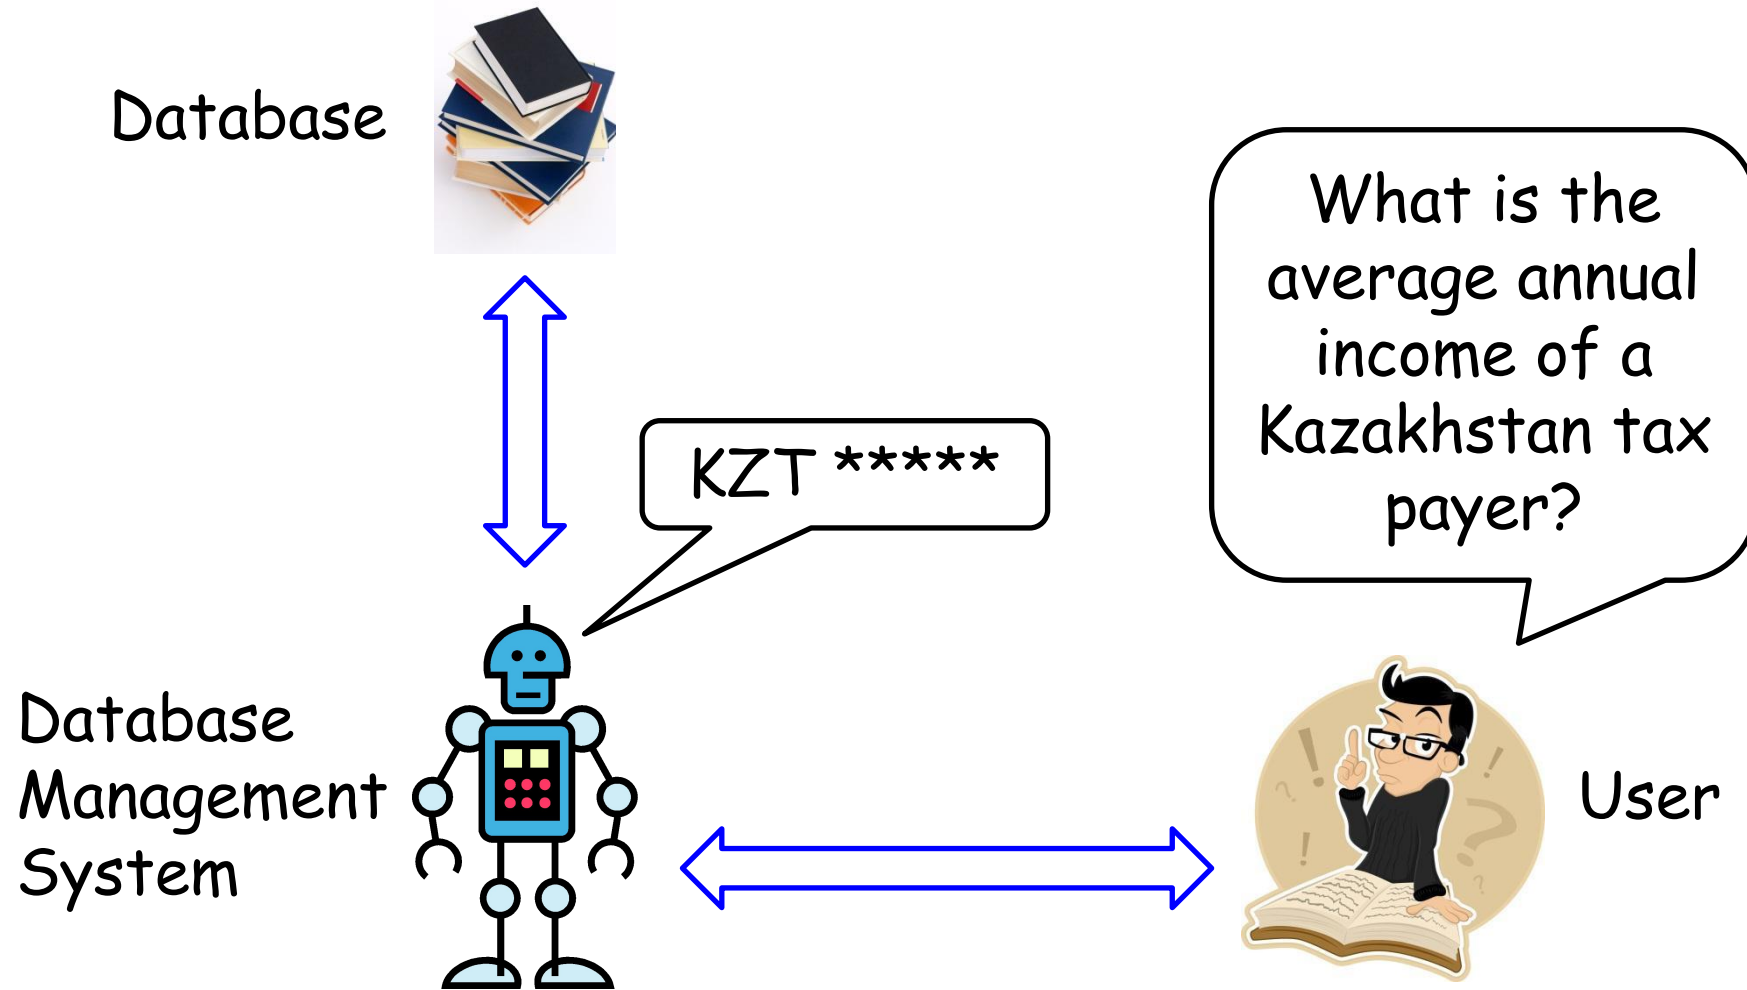 Database
What is the
average annual
income of a
Kazakhstan tax
payer?
KZT *****
Database
Management
System
User